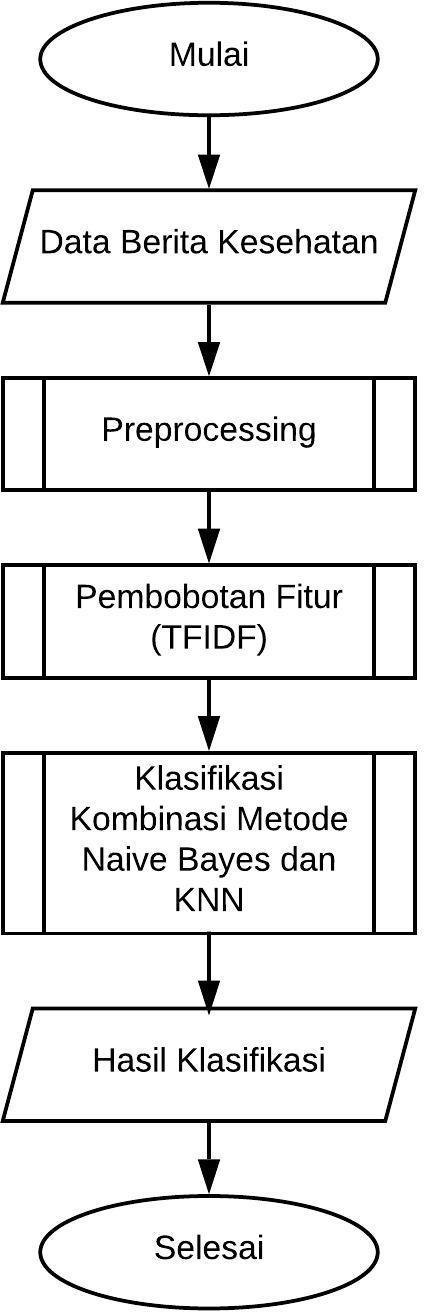 Mulai
Data Berita Kesehatan
Preprocessing
Pembobotan Fitur
(TFIDF)
Klasifikasi
Kombinasi Metode
Naive Bayes dan
KNN
Hasil Klasifikasi
Selesai